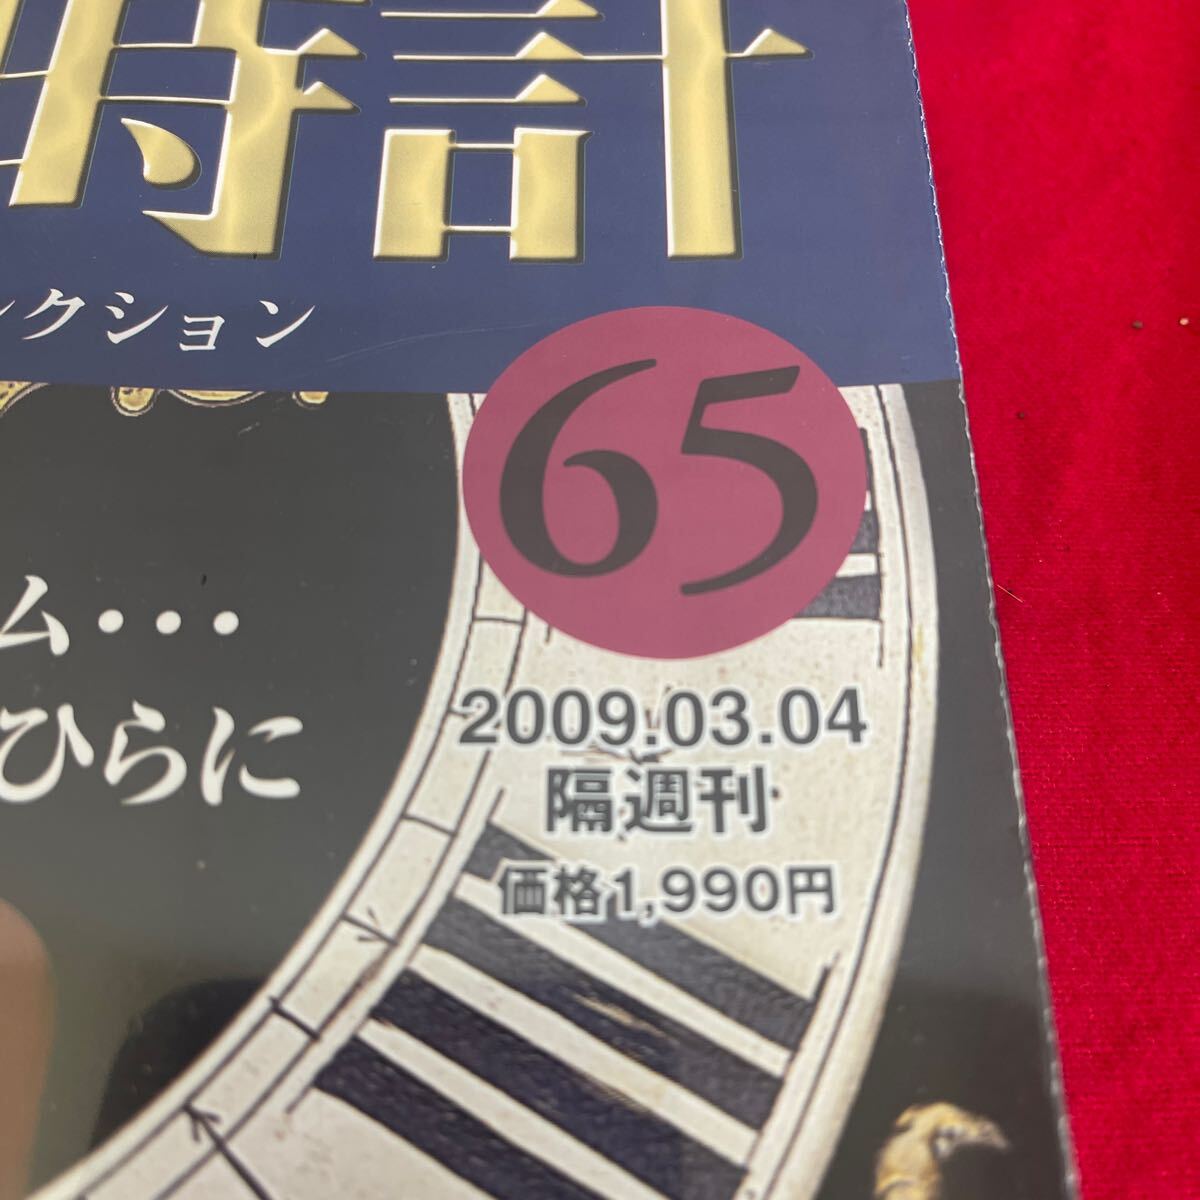 時計
クション
65
ム・・・
ひらに
2009.03.04
隔週刊
価格1,990円